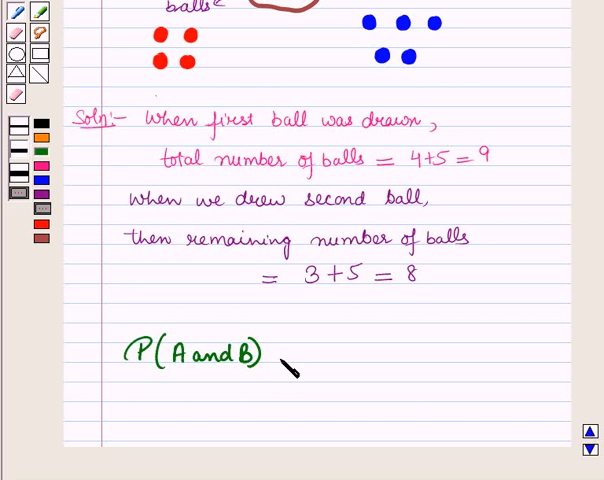 balls
Soln:- When first ball was drawn,
total number of balls = 4+5 = 9
when we drew second ball,
then remaining number of balls
= 3+5 = 8
P(A and B)